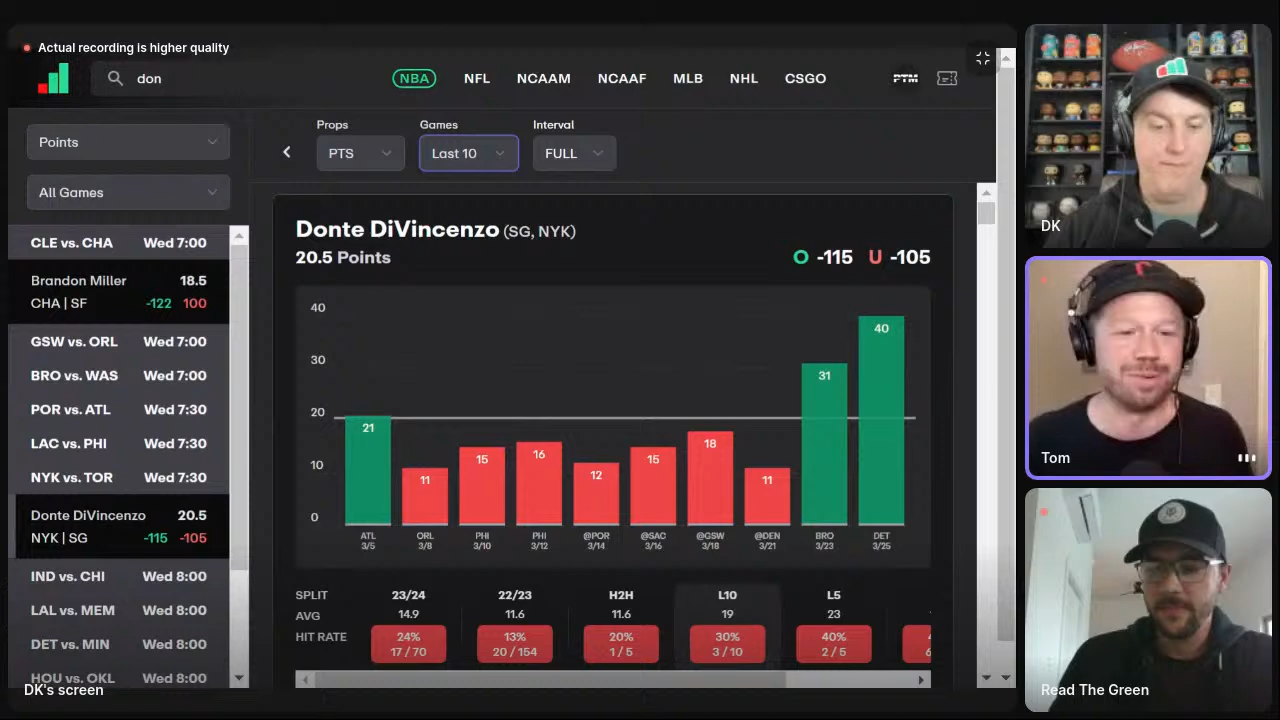 Actual recording is higher quality
don
NBA NFL NCAAM NCAAF MLB NHL CSGO PTM
Points
All Games
CLE vs. CHA Wed 7:00
Brandon Miller 18.5
CHA | SF -122 100
GSW vs. ORL Wed 7:00
BRO vs. WAS Wed 7:00
POR vs. ATL Wed 7:30
LAC vs. PHI Wed 7:30
NYK vs. TOR Wed 7:30
Donte DiVincenzo 20.5
NYK | SG -115 -105
IND vs. CHI Wed 8:00
LAL vs. MEM Wed 8:00
DET vs. MIN Wed 8:00
HOU vs. OKL Wed 8:00
DK's screen
Props Games Interval
PTS Last 10 FULL
Donte DiVincenzo (SG, NYK)
20.5 Points O -115 U -105
40
30
20
10
0
21 11 15 16 12 15 18 11 31 40
ATL ORL PHI PHI @POR @SAC @GSW @DEN BRO DET
3/5 3/8 3/10 3/12 3/14 3/16 3/18 3/21 3/23 3/25
SPLIT 23/24 22/23 H2H L10 L5
AVG 14.9 11.6 11.6 19 23
HIT RATE 24% 13% 20% 30% 40%
17 / 70 20 / 154 1 / 5 3 / 10 2 / 5
DK
Tom
Read The Green